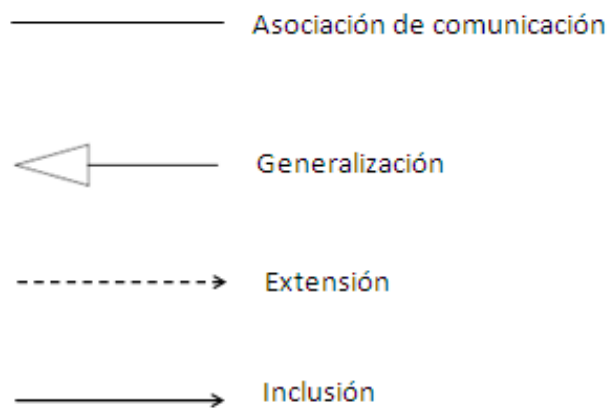 Asociación de comunicación
Generalización
Extensión
Inclusión